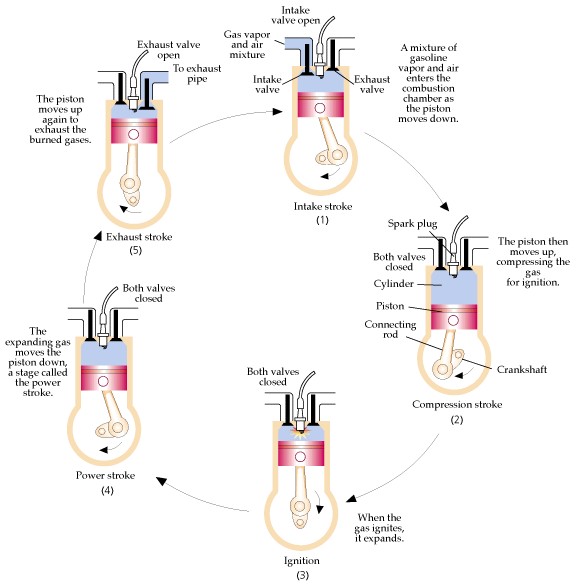 Intake
valve open
Gas vapor
and air
mixture
Intake
valve
Exhaust
valve
A mixture of
gasoline
vapor and air
enters the
combustion
chamber as
the piston
moves down.
Intake stroke
(1)
Spark plug
Both valves
closed
Cylinder
Piston
Connecting
rod
Crankshaft
The piston then
moves up,
compressing the
gas
for ignition.
Compression stroke
(2)
Both valves
closed
When the
gas ignites,
it expands.
Ignition
(3)
Both valves
closed
The
expanding gas
moves the
piston down,
a stage called
the power
stroke.
Power stroke
(4)
Exhaust valve
open
To exhaust
pipe
The piston
moves up
again to
exhaust the
burned gases.
Exhaust stroke
(5)